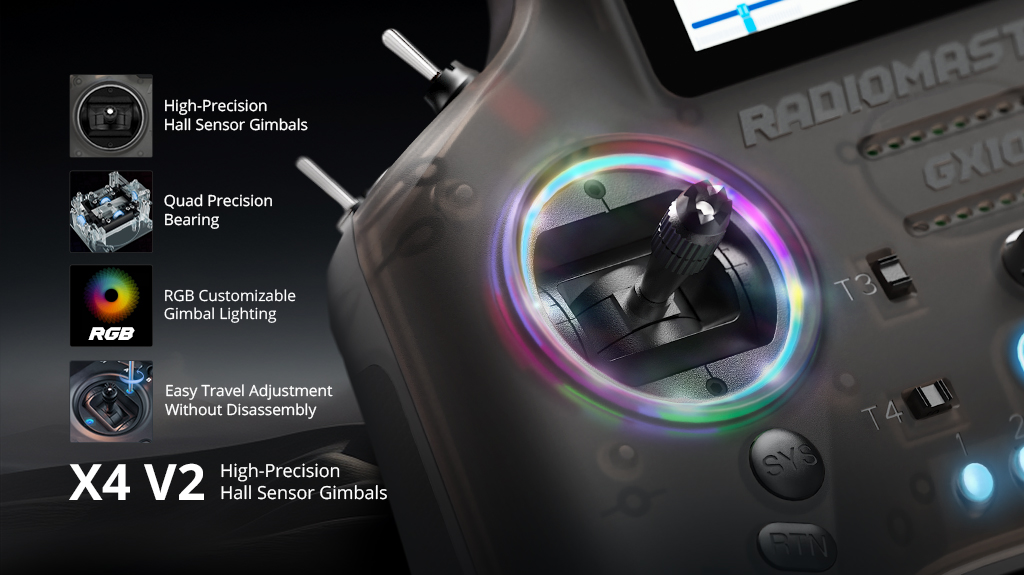 High-Precision
Hall Sensor Gimbals
Quad Precision
Bearing
RGB Customizable
Gimbal Lighting
RGB
Easy Travel Adjustment
Without Disassembly
X4 V2
High-Precision
Hall Sensor Gimbals
RADIOMAST
T3
T4
1
2
SYS
RTN